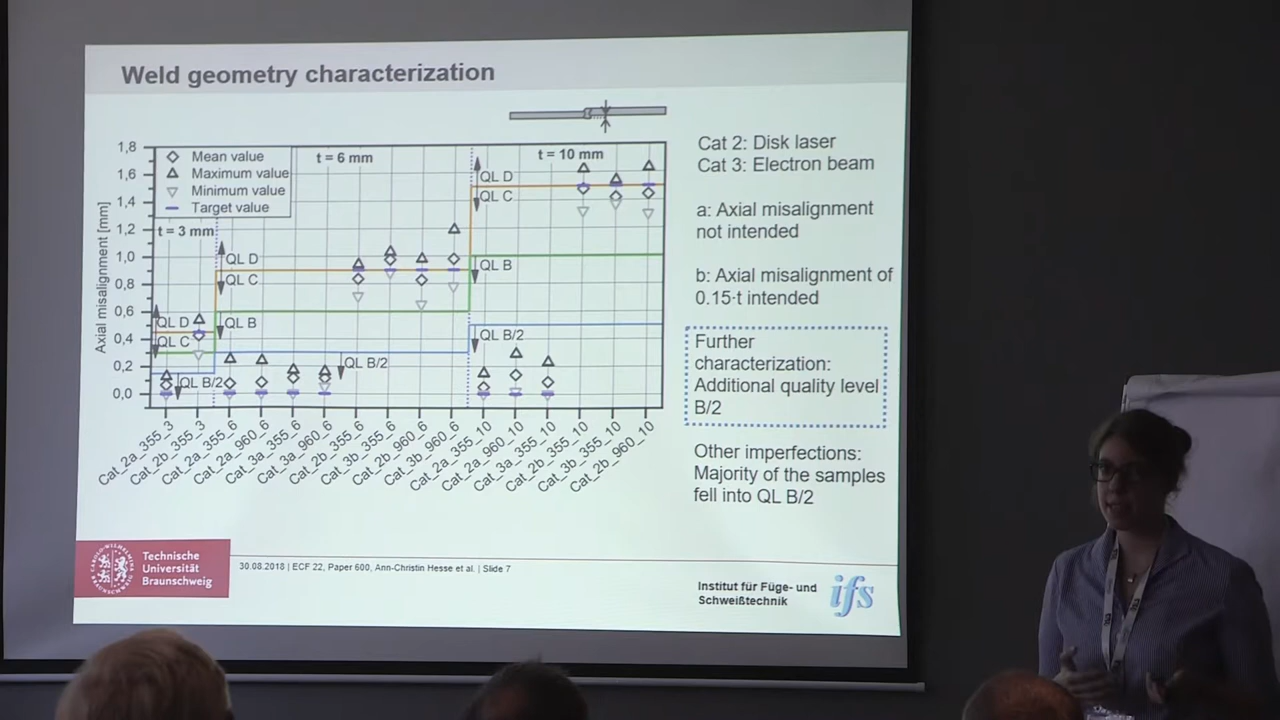 Weld geometry characterization
1,8
1,6
1,4
1,2
1,0
0,8
0,6
0,4
0,2
0,0
Axial misalignment [mm]
Mean value
Maximum value
Minimum value
Target value
t = 3 mm
t = 6 mm
t = 10 mm
QL D
QL C
QL B/2
QL D
QL C
QL B
QL B/2
QL D
QL C
QL B
QL B/2
Cat_2a_355_3
Cat_2b_355_3
Cat_2a_355_6
Cat_2a_960_6
Cat_3a_355_6
Cat_3a_960_6
Cat_2b_355_6
Cat_3b_355_6
Cat_2b_960_6
Cat_3b_960_6
Cat_2a_355_10
Cat_2a_960_10
Cat_3a_355_10
Cat_2b_355_10
Cat_3b_355_10
Cat_2b_960_10
Cat 2: Disk laser
Cat 3: Electron beam
a: Axial misalignment
not intended
b: Axial misalignment of
0.15·t intended
Further
characterization:
Additional quality level
B/2
Other imperfections:
Majority of the samples
fell into QL B/2
Technische
Universität
Braunschweig
30.08.2018 | ECF 22, Paper 600, Ann-Christin Hesse et al. | Slide 7
Institut für Füge- und
Schweißtechnik
ifs